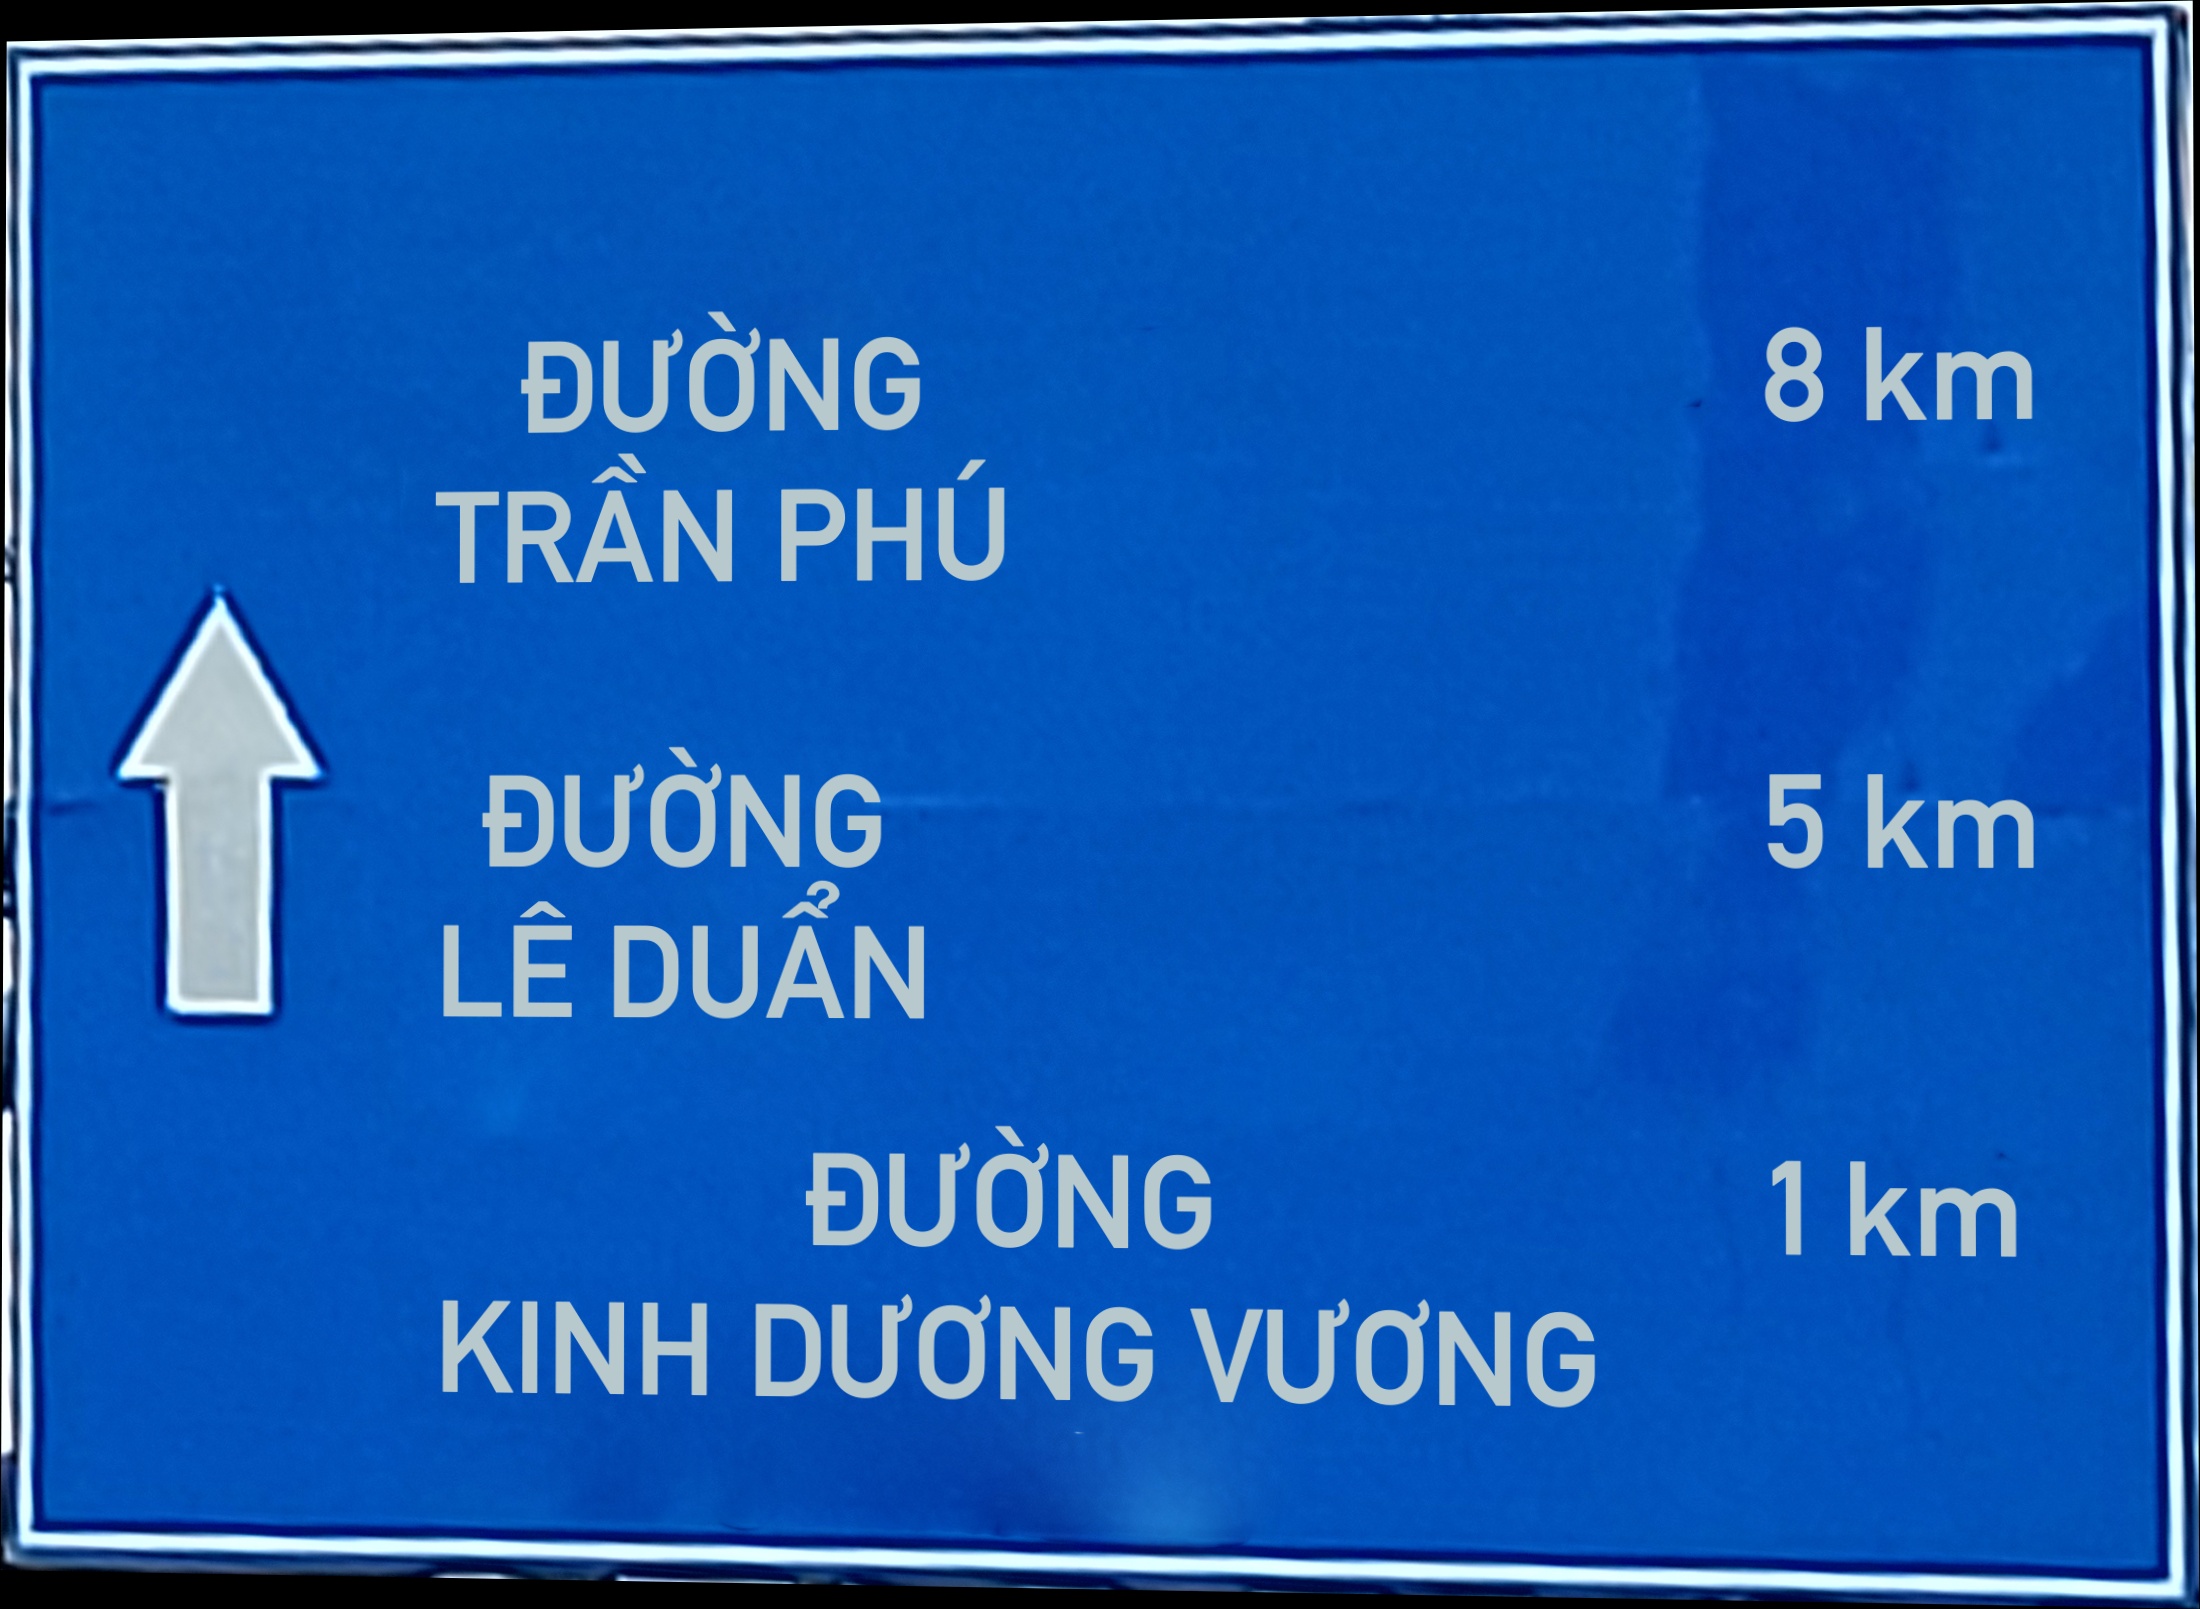 ĐƯỜNG 8 km
TRẦN PHÚ
ĐƯỜNG 5 km
LÊ DUẨN
ĐƯỜNG 1 km
KINH DƯƠNG VƯƠNG